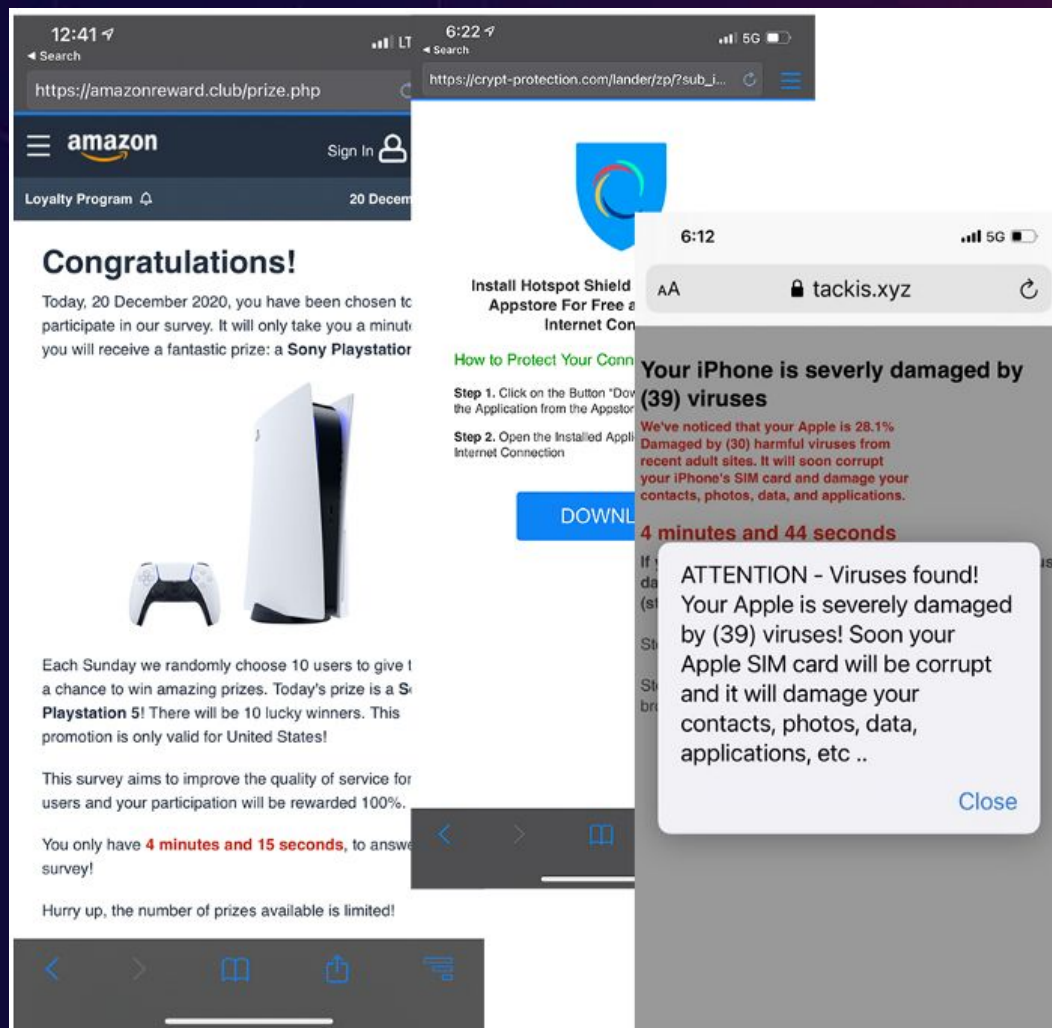 12:41
LT
◀ Search
https://amazonreward.club/prize.php
amazon
Sign In
Loyalty Program
20 Decem
Congratulations!
Today, 20 December 2020, you have been chosen to
participate in our survey. It will only take you a minute
you will receive a fantastic prize: a Sony Playstation
Each Sunday we randomly choose 10 users to give t
a chance to win amazing prizes. Today's prize is a S
Playstation 5! There will be 10 lucky winners. This
promotion is only valid for United States!
This survey aims to improve the quality of service for
users and your participation will be rewarded 100%.
You only have 4 minutes and 15 seconds, to answe
survey!
Hurry up, the number of prizes available is limited!
6:22
5G
◀ Search
https://crypt-protection.com/lander/zp/?sub_i...
Install Hotspot Shield
Appstore For Free a
Internet Con
How to Protect Your Conn
Step 1. Click on the Button "Dow
the Application from the Appstor
Step 2. Open the Installed Appli
Internet Connection
DOWNL
6:12
5G
AA
tackis.xyz
Your iPhone is severly damaged by
(39) viruses
We've noticed that your Apple is 28.1%
Damaged by (30) harmful viruses from
recent adult sites. It will soon corrupt
your iPhone's SIM card and damage your
contacts, photos, data, and applications.
4 minutes and 44 seconds
If
da
(st
St
St
bro
ATTENTION - Viruses found!
Your Apple is severely damaged
by (39) viruses! Soon your
Apple SIM card will be corrupt
and it will damage your
contacts, photos, data,
applications, etc ..
Close